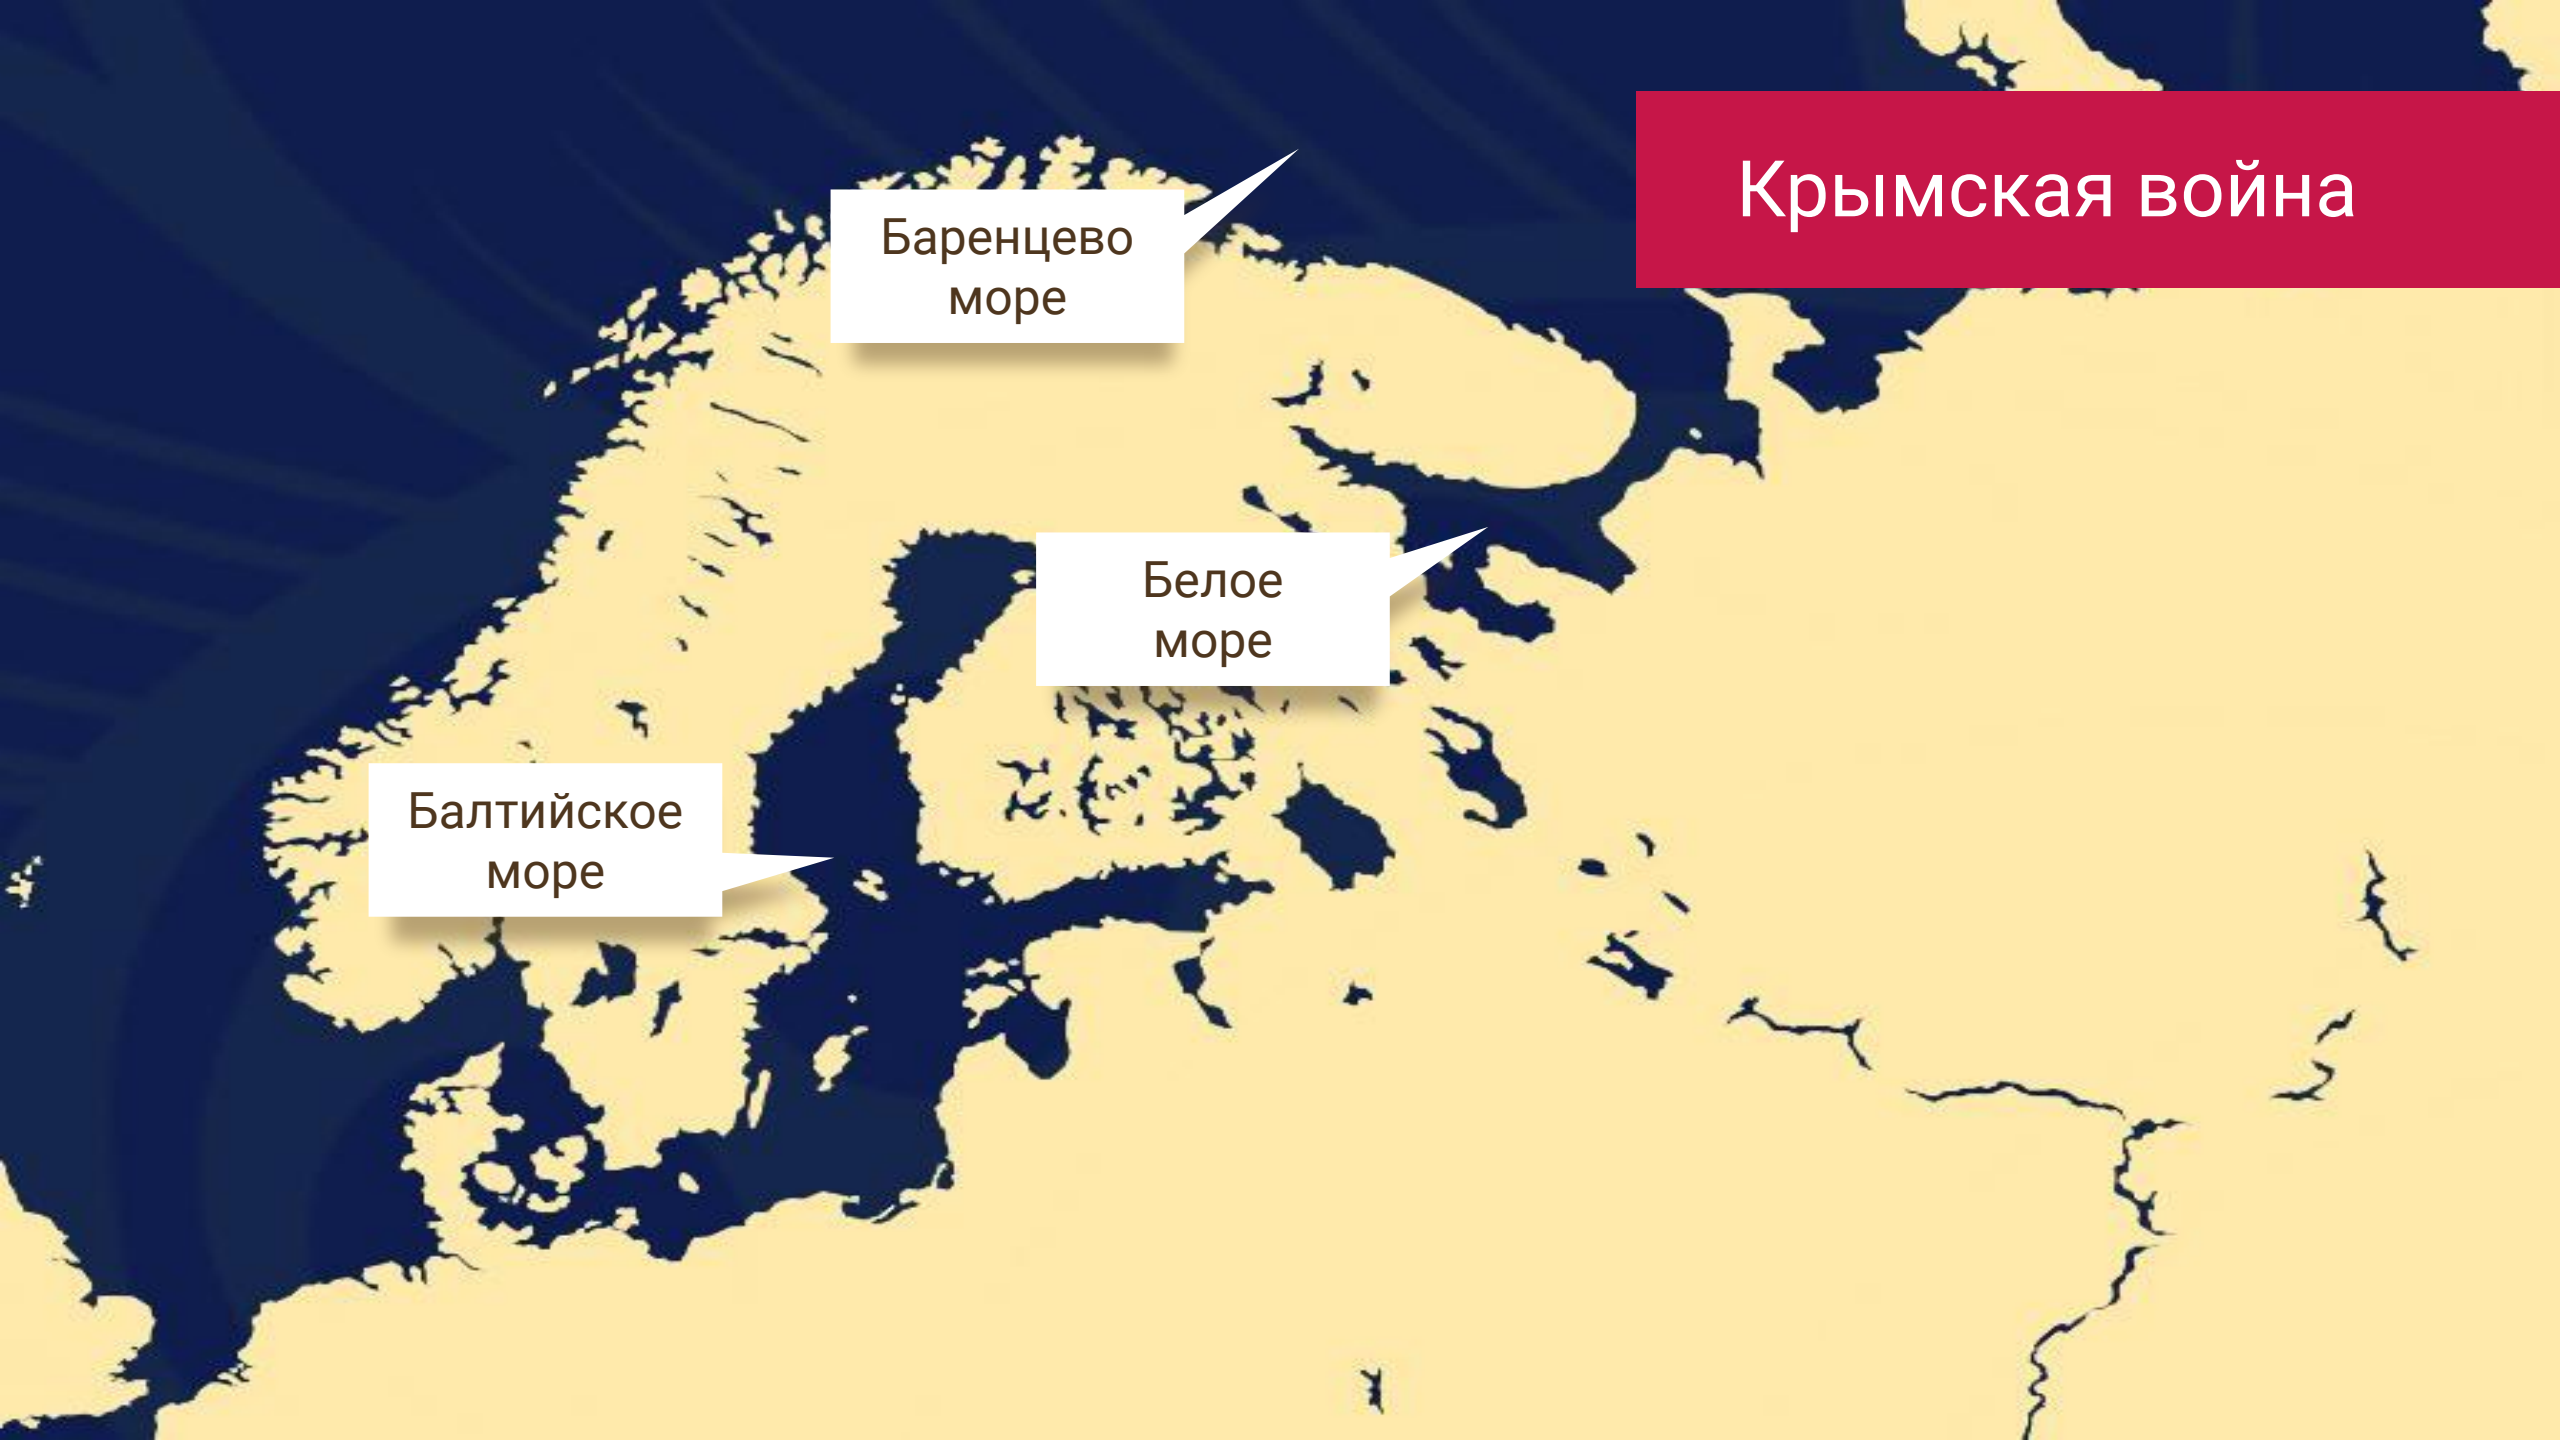 Крымская война
Баренцево
море
Белое
море
Балтийское
море